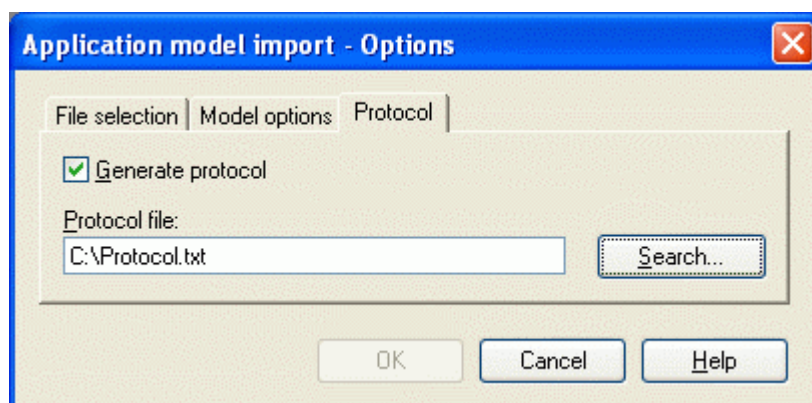 Application model import - Options
File selection Model options Protocol
Generate protocol
Protocol file:
C:\Protocol.txt Search...
OK Cancel Help